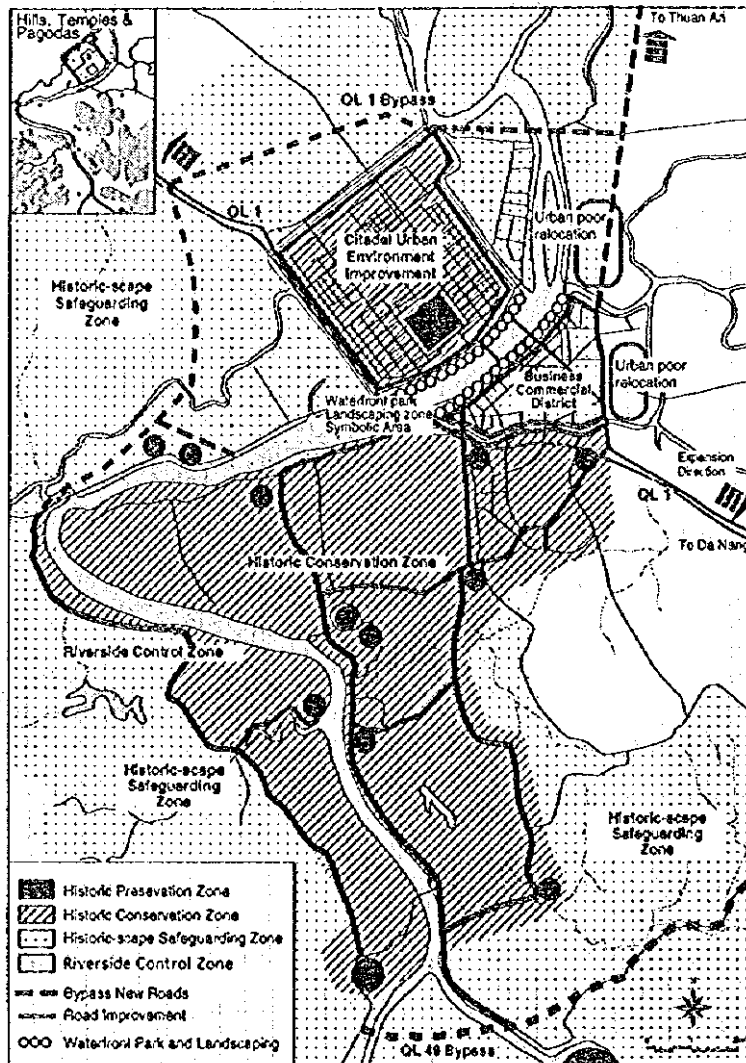 Hills, Temples &
Pagodas
To Thuan An
QL 1 Bypass
QL 1
Citadel Urban
Environment
Improvement
Urban poor
relocation
Historic-scape
Safeguarding
Zone
Waterfront park
Landscaping zone
Symbolic Area
Business
Commercial
District
Urban poor
relocation
Expansion
Direction
QL 1
To Da Nang
Historic Conservation Zone
Riverside Control Zone
Historic-scape
Safeguarding
Zone
Historic-scape
Safeguarding
Zone
Historic Presevation Zone
Historic Conservation Zone
Historic-scape Safeguarding Zone
Riverside Control Zone
Bypass New Roads
Road Improvement
Waterfront Park and Landscaping
QL 49 Bypass